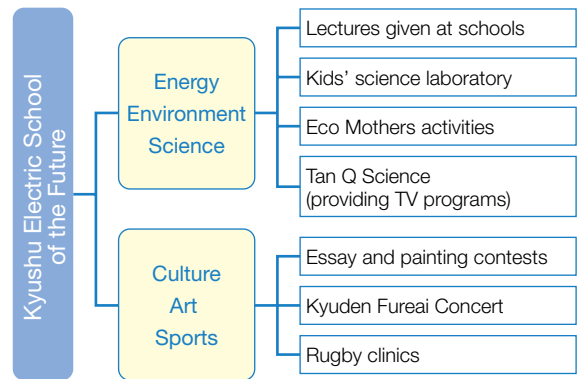 Kyushu Electric School
of the Future
Energy
Environment
Science
Lectures given at schools
Kids’ science laboratory
Eco Mothers activities
Tan Q Science
(providing TV programs)
Culture
Art
Sports
Essay and painting contests
Kyuden Fureai Concert
Rugby clinics